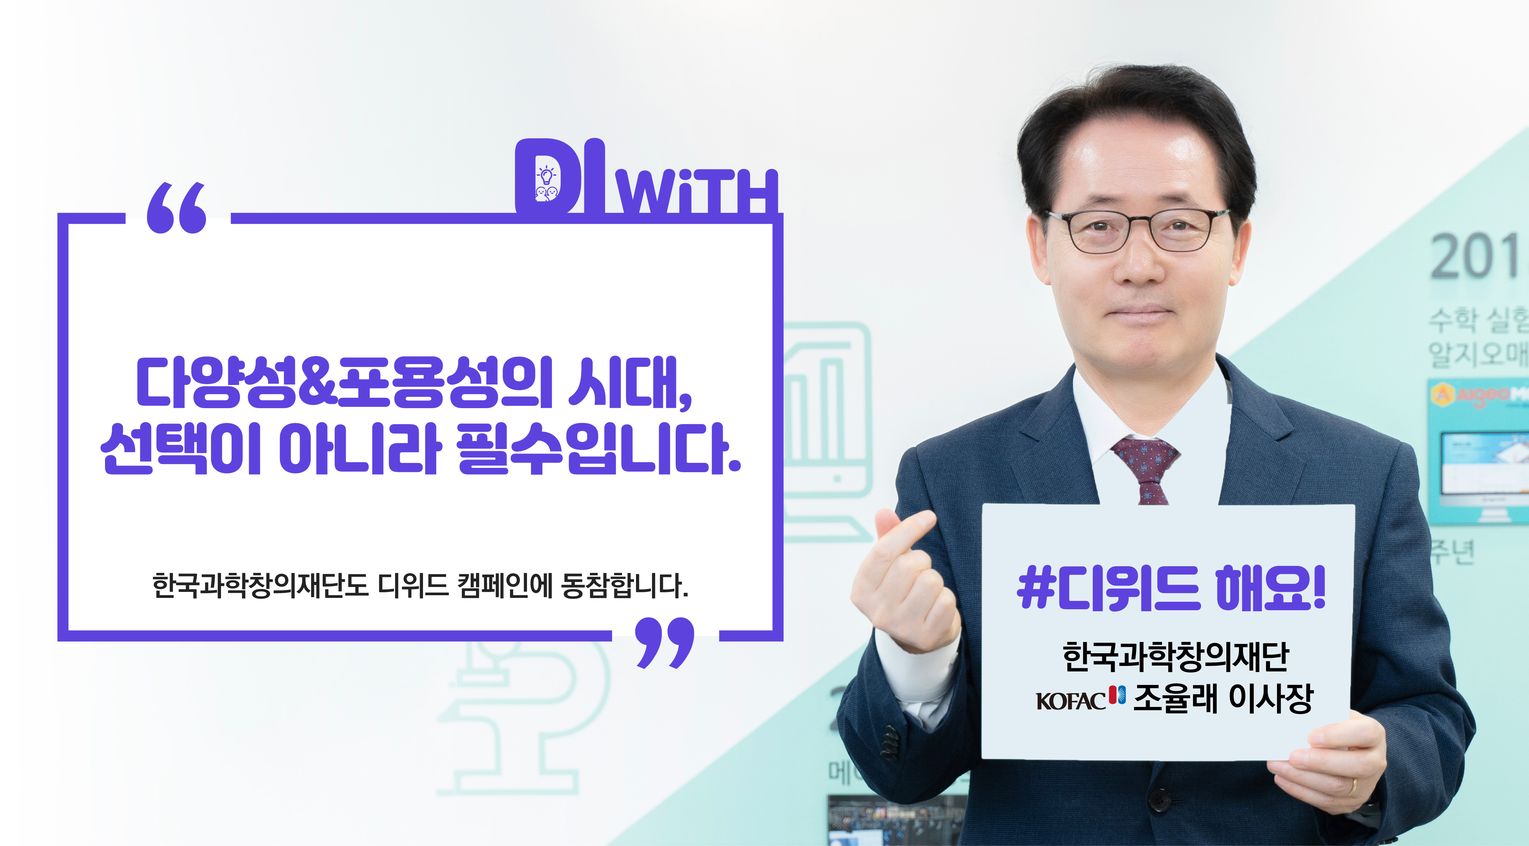 DI WiTH
“
다양성&포용성의 시대,
선택이 아니라 필수입니다.
한국과학창의재단도 디위드 캠페인에 동참합니다.
”
#디위드 해요!
한국과학창의재단
KOFAC 조율래 이사장
201
수학 실험
알지오매
주년